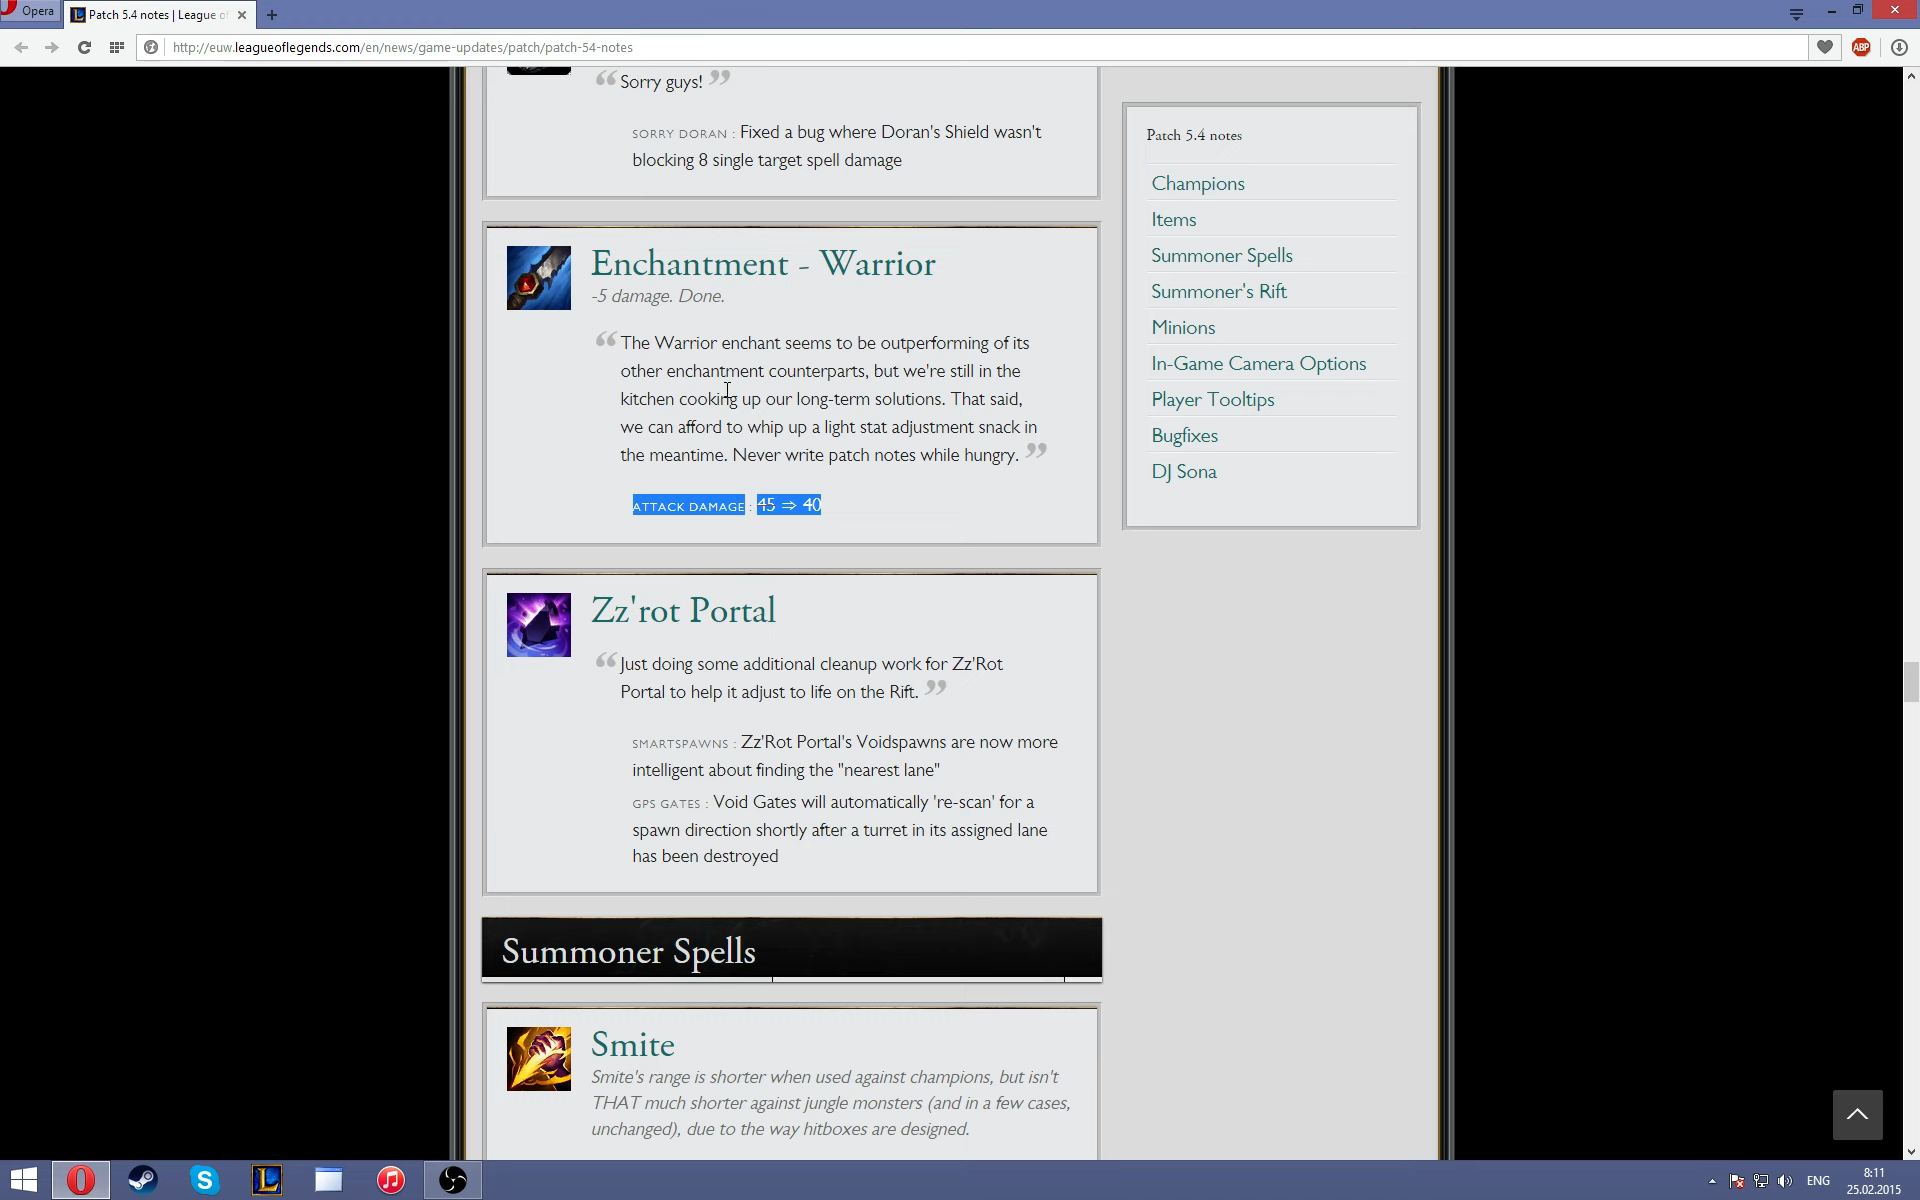 Opera
Patch 5.4 notes | League of
http://euw.leagueoflegends.com/en/news/game-updates/patch/patch-54-notes
ABP
“ Sorry guys! ”
SORRY DORAN : Fixed a bug where Doran's Shield wasn't
blocking 8 single target spell damage
Enchantment - Warrior
-5 damage. Done.
“ The Warrior enchant seems to be outperforming of its
other enchantment counterparts, but we're still in the
kitchen cooking up our long-term solutions. That said,
we can afford to whip up a light stat adjustment snack in
the meantime. Never write patch notes while hungry. ”
ATTACK DAMAGE : 45 ⇒ 40
Zz'rot Portal
“ Just doing some additional cleanup work for Zz'Rot
Portal to help it adjust to life on the Rift. ”
SMARTSPAWNS : Zz'Rot Portal's Voidspawns are now more
intelligent about finding the "nearest lane"
GPS GATES : Void Gates will automatically 're-scan' for a
spawn direction shortly after a turret in its assigned lane
has been destroyed
Summoner Spells
Smite
Smite's range is shorter when used against champions, but isn't
THAT much shorter against jungle monsters (and in a few cases,
unchanged), due to the way hitboxes are designed.
Patch 5.4 notes
Champions
Items
Summoner Spells
Summoner's Rift
Minions
In-Game Camera Options
Player Tooltips
Bugfixes
DJ Sona
ENG
8:11
25.02.2015